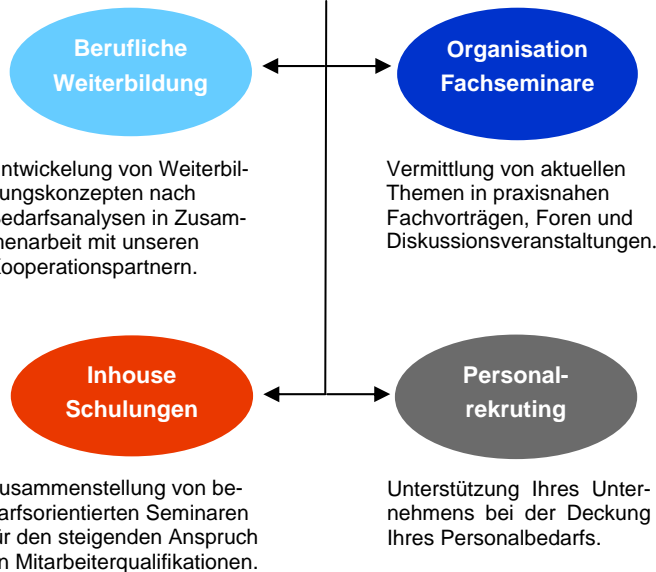 Berufliche
Weiterbildung
Organisation
Fachseminare
ntwickelung von Weiterbil-
ungskonzepten nach
edarfsanalysen in Zusam-
menarbeit mit unseren
ooperationspartnern.
Vermittlung von aktuellen
Themen in praxisnahen
Fachvorträgen, Foren und
Diskussionsveranstaltungen.
Inhouse
Schulungen
Personal-
rekruting
usammenstellung von be-
arfsorientierten Seminaren
ür den steigenden Anspruch
n Mitarbeiterqualifikationen.
Unterstützung Ihres Unter-
nehmens bei der Deckung
Ihres Personalbedarfs.